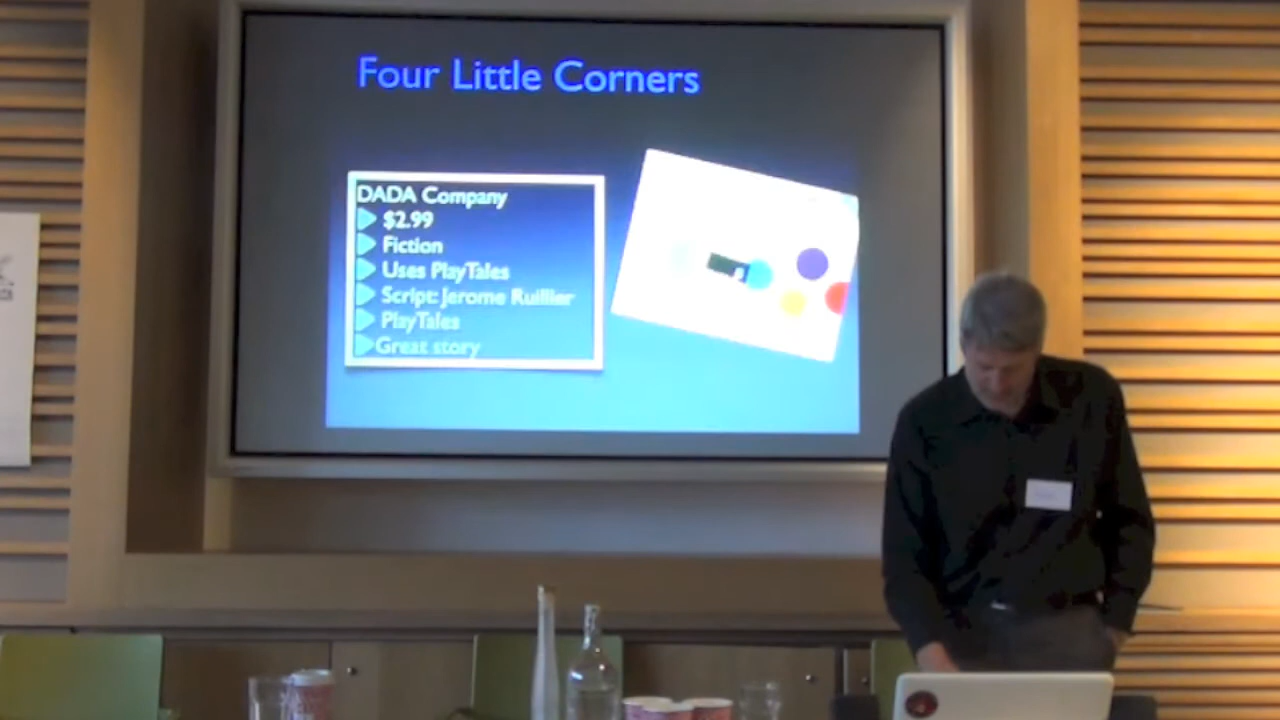 Four Little Corners
DADA Company
$2.99
Fiction
Uses PlayTales
Script: Jerome Ruillier
PlayTales
Great story